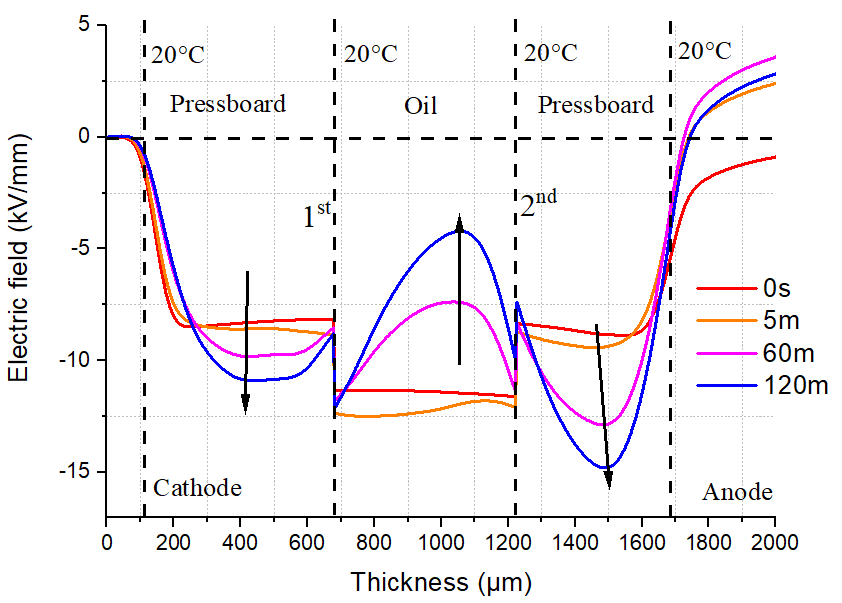 5
0
-5
-10
-15
Electric field (kV/mm)
20°C
20°C
20°C
20°C
Pressboard
Oil
Pressboard
1st
2nd
0s
5m
60m
120m
Cathode
Anode
0
200
400
600
800
1000
1200
1400
1600
1800
2000
Thickness (μm)